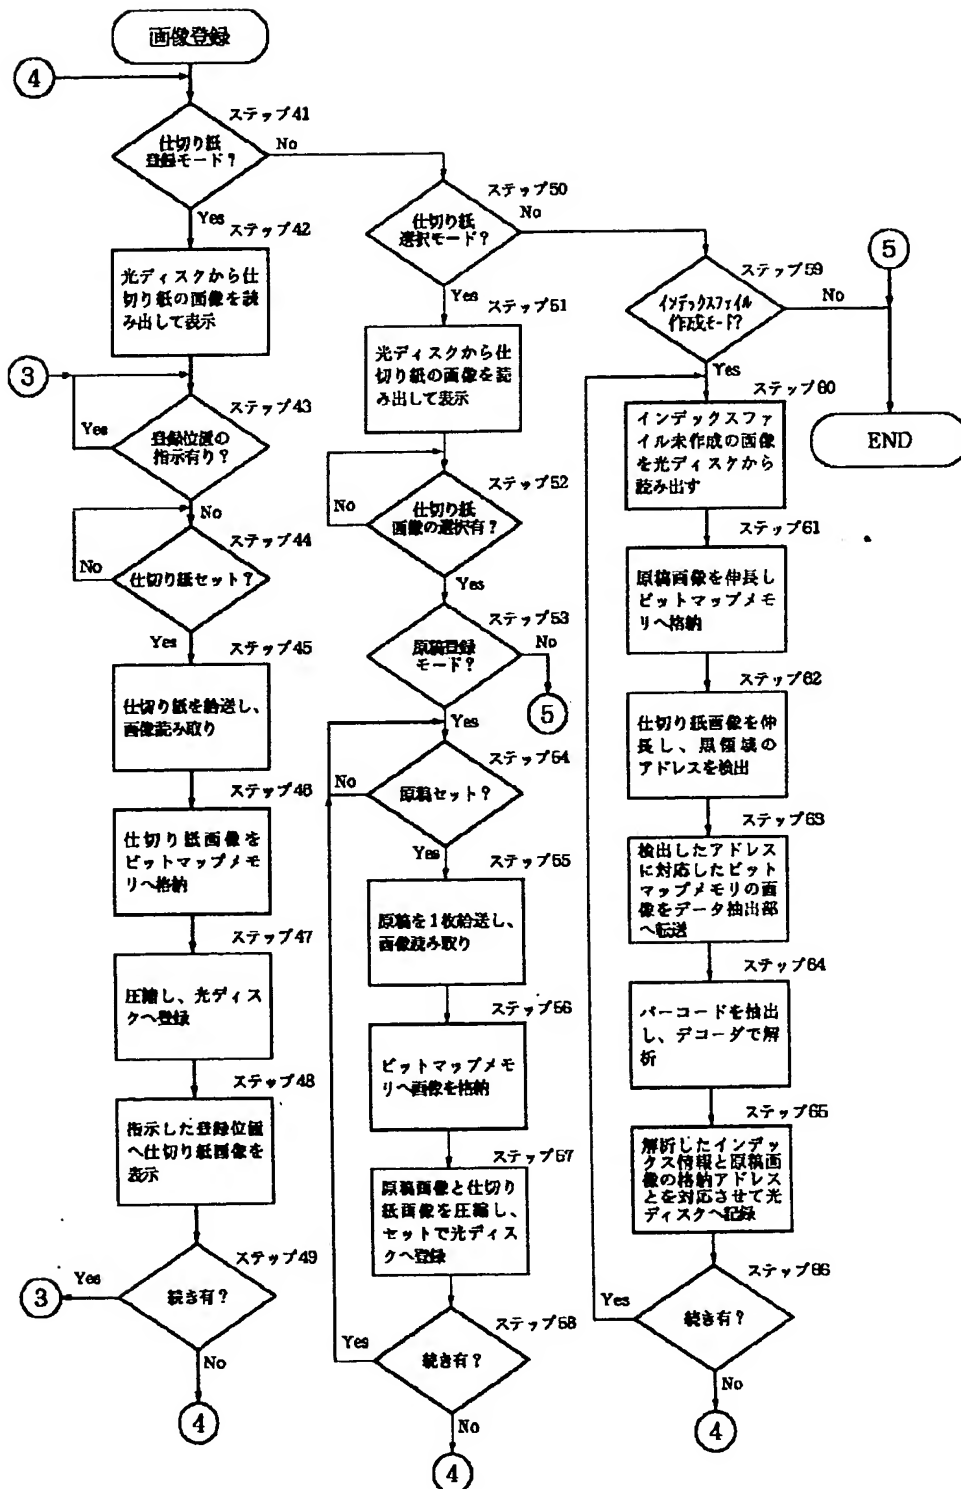 画像登録
4
ステップ41
仕切り紙
登録モード?
No
Yes
ステップ42
光ディスクから仕
切り紙の画像を読
み出して表示
3
ステップ43
Yes
登録位置の
指示有り?
No
ステップ44
No
仕切り紙セット?
Yes
ステップ45
仕切り紙を給送し、
画像読み取り
ステップ46
仕切り紙画像を
ビットマップメモ
リへ格納
ステップ47
圧縮し、光ディス
クへ登録
ステップ48
指示した登録位置
へ仕切り紙画像を
表示
ステップ49
Yes
3
続き有?
No
4
ステップ50
仕切り紙
選択モード?
No
Yes
ステップ51
光ディスクから仕
切り紙の画像を読
み出して表示
ステップ52
No
仕切り紙
画像の選択有?
Yes
ステップ53
原稿登録
モード?
No
5
Yes
ステップ54
No
原稿セット?
Yes
ステップ55
原稿を1枚給送し、
画像読み取り
ステップ56
ビットマップメモ
リへ画像を格納
ステップ57
原稿画像と仕切り
紙画像を圧縮し、
セットで光ディス
クへ登録
ステップ58
Yes
続き有?
No
4
ステップ59
インデックスファイル
作成モード?
No
5
END
Yes
ステップ60
インデックスファ
イル未作成の画像
を光ディスクから
読み出す
ステップ61
原稿画像を伸長し
ビットマップメモ
リへ格納
ステップ62
仕切り紙画像を伸
長し、黒領域の
アドレスを検出
ステップ63
検出したアドレス
に対応したビット
マップメモリの画
像をデータ抽出部
へ転送
ステップ64
バーコードを抽出
し、デコーダで解
析
ステップ65
解析したインデッ
クス情報と原稿画
像の格納アドレス
とを対応させて光
ディスクへ記録
ステップ66
Yes
続き有?
No
4